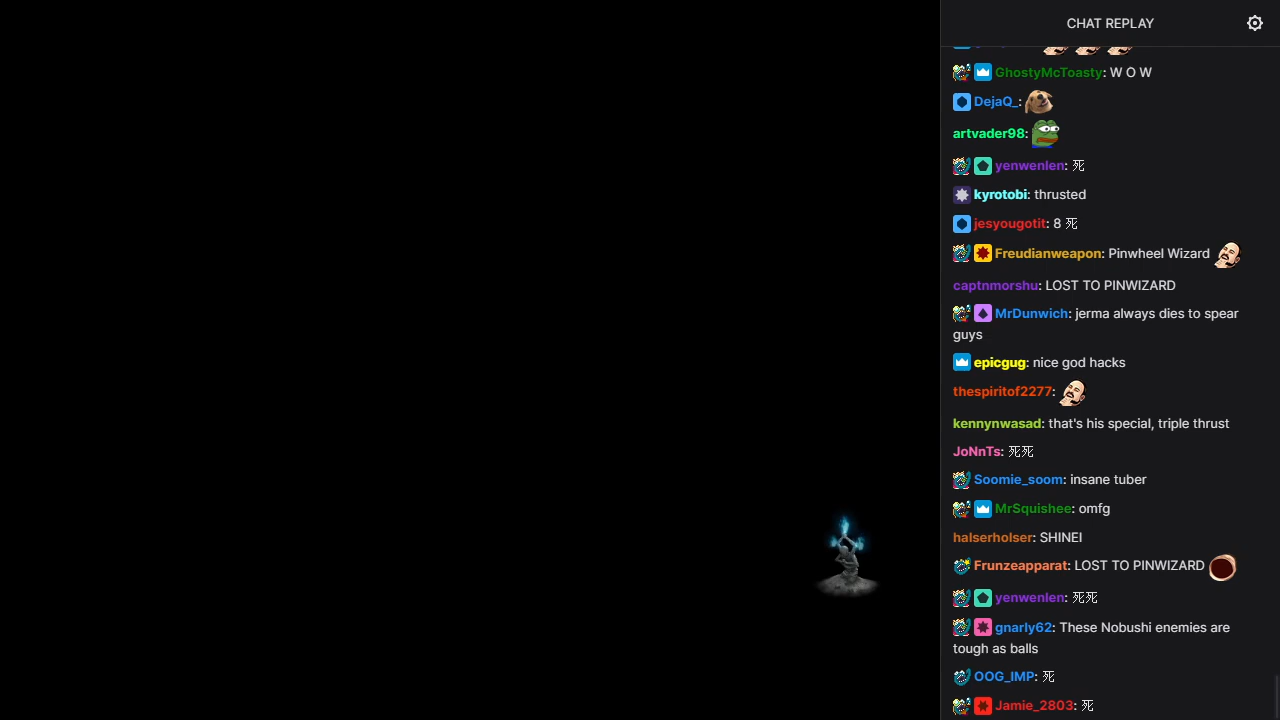 CHAT REPLAY
GhostyMcToasty: W O W
DejaQ_:
artvader98:
yenwenlen: 死
kyrotobi: thrusted
jesyougotit: 8 死
Freudianweapon: Pinwheel Wizard
captnmorshu: LOST TO PINWIZARD
MrDunwich: jerma always dies to spear
guys
epicgug: nice god hacks
thespiritof2277:
kennynwasad: that's his special, triple thrust
JoNnTs: 死死
Soomie_soom: insane tuber
MrSquishee: omfg
halserholser: SHINEI
Frunzeapparat: LOST TO PINWIZARD
yenwenlen: 死死
gnarly62: These Nobushi enemies are
tough as balls
OOG_IMP: 死
Jamie_2803: 死